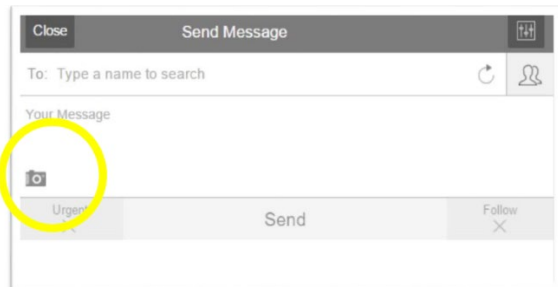 Close Send Message
To: Type a name to search
Your Message
Urgent Send Follow